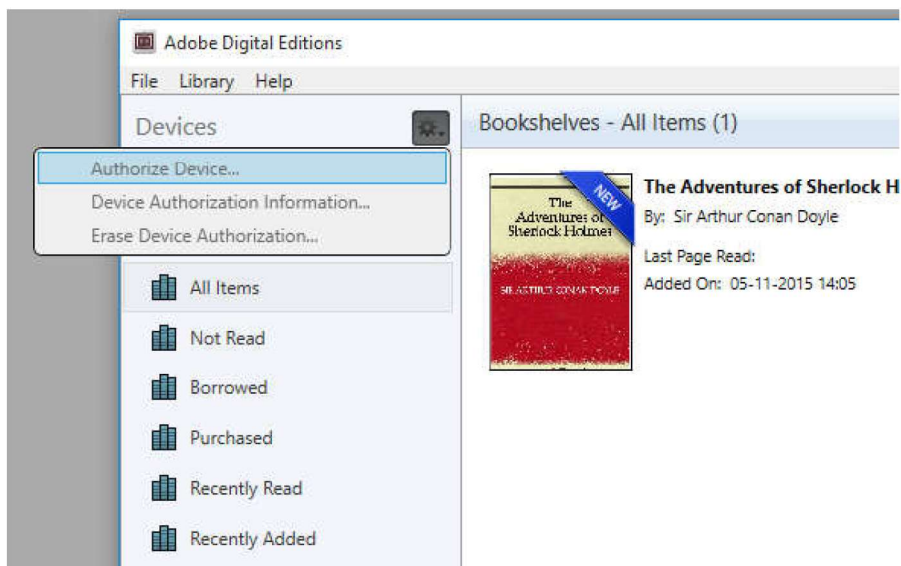 Adobe Digital Editions
File Library Help
Devices
Authorize Device...
Device Authorization Information...
Erase Device Authorization...
All Items
Not Read
Borrowed
Purchased
Recently Read
Recently Added
Bookshelves - All Items (1)
NEW
The
Adventures of
Sherlock Holmes
SIR ARTHUR CONAN DOYLE
The Adventures of Sherlock H
By: Sir Arthur Conan Doyle
Last Page Read:
Added On: 05-11-2015 14:05